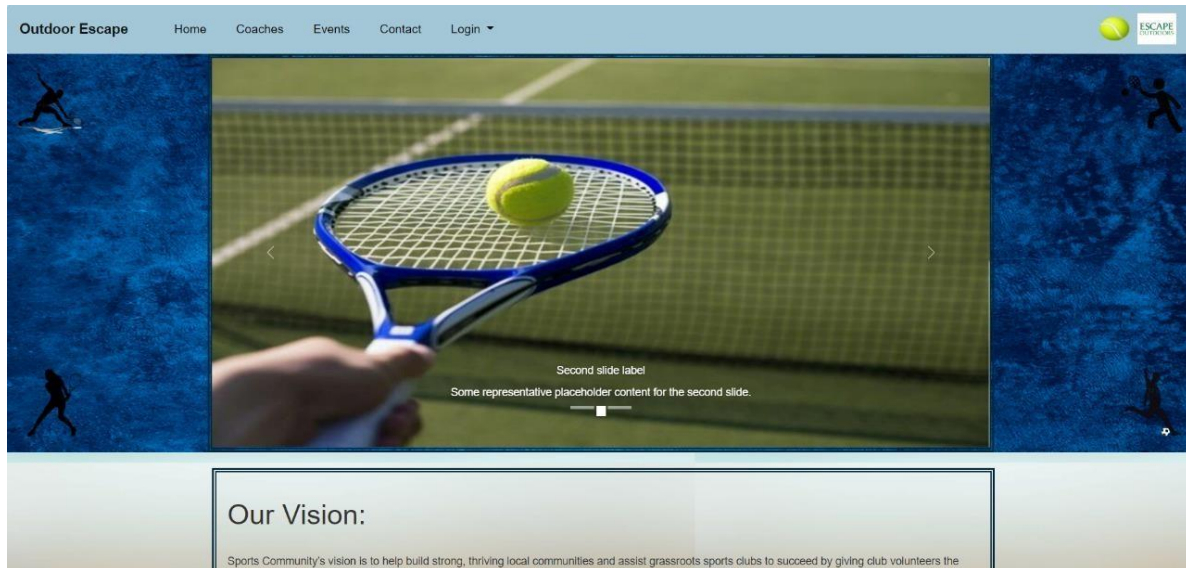 Outdoor Escape Home Coaches Events Contact Login
ESCAPE
OUTDOORS
Second slide label
Some representative placeholder content for the second slide.
Our Vision:
Sports Community's vision is to help build strong, thriving local communities and assist grassroots sports clubs to succeed by giving club volunteers the